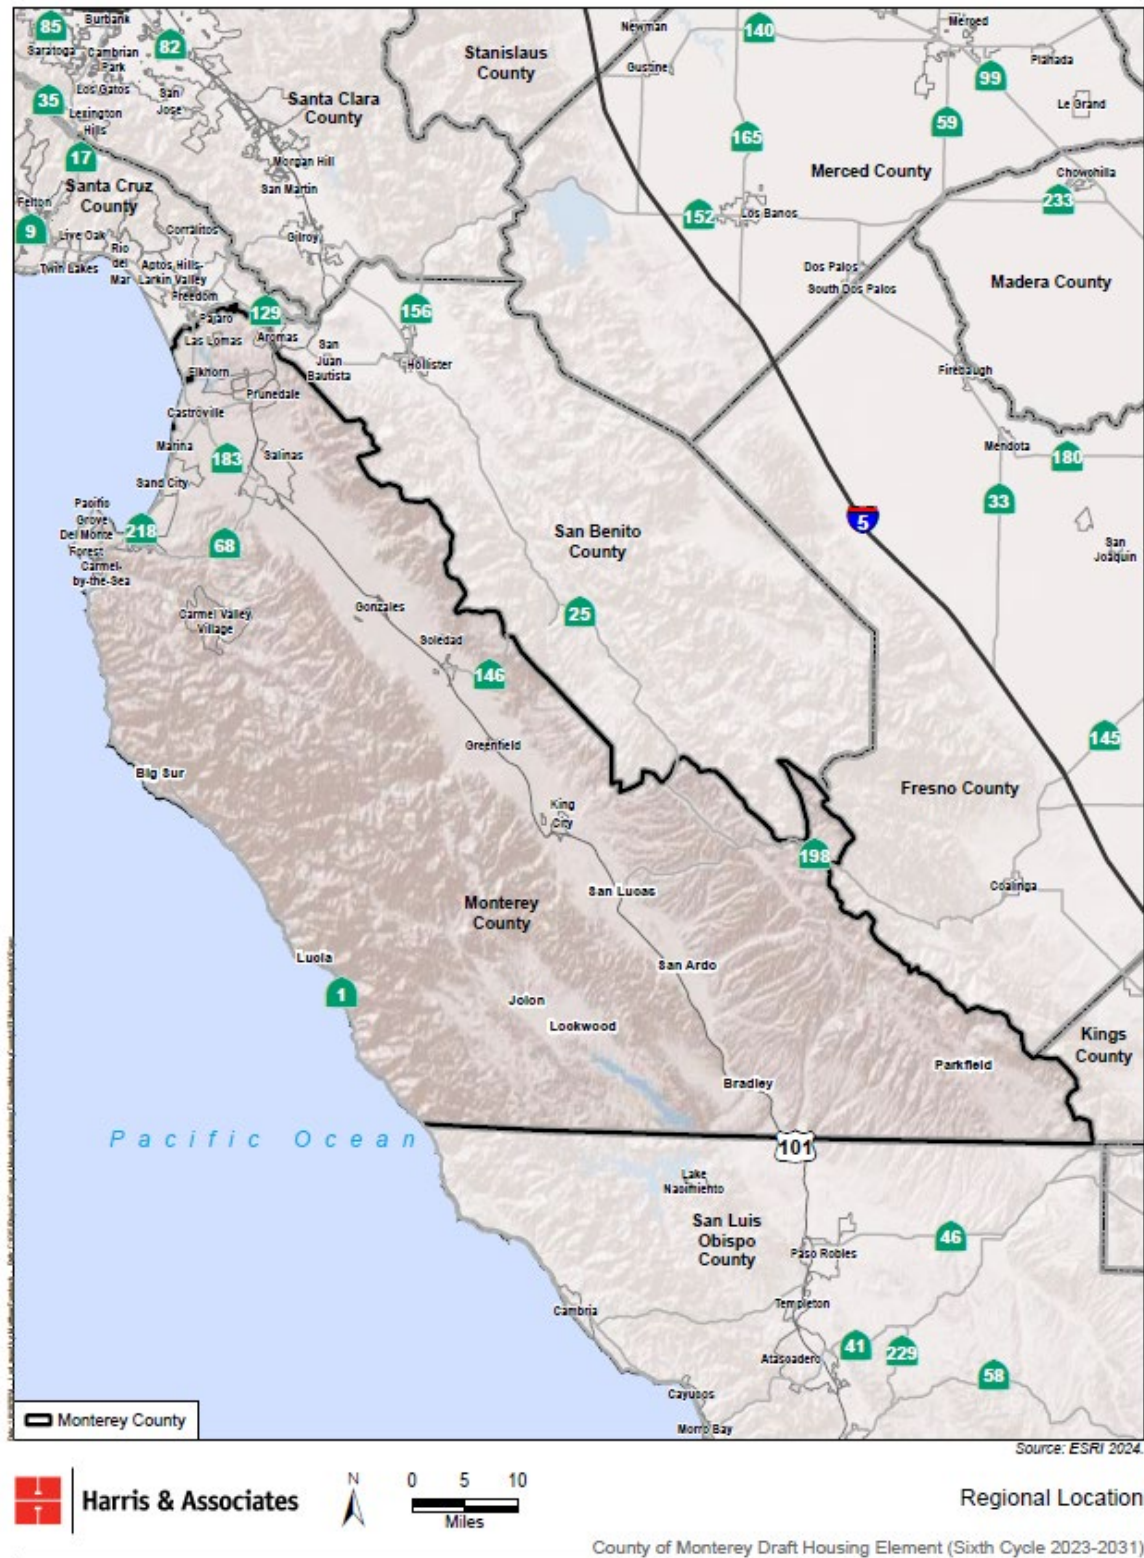 85
Burbank
Saratoga
Cambrian
Park
82
Los Gatos
San
Jose
35
Lexington
Hills
17
Santa Clara
County
Stanislaus
County
Newman
Gustine
140
Merced
Planada
99
Le Grand
59
165
Merced County
Chowchilla
233
Morgan Hill
San Martin
Santa Cruz
County
Felton
9
Live Oak
Corralitos
Gilroy
152
Los Banos
Twin Lakes
Rio
del
Mar
Aptos Hills-
Larkin Valley
Freedom
Dos Palos
South Dos Palos
Madera County
Pajaro
129
156
Las Lomas
Aromas
San
Juan
Bautista
Hollister
Elkhorn
Prunedale
Firebaugh
Castroville
Marina
183
Salinas
Mendota
180
Sand City
33
Pacific
Grove
Del Monte
Forest
218
68
Carmel-
by-the-Sea
San Benito
County
5
San
Joaquin
Carmel Valley
Village
Gonzales
25
Soledad
146
Greenfield
145
Big Sur
King
City
Fresno County
198
San Lucas
Coalinga
Monterey
County
Lucia
San Ardo
1
Jolon
Lockwood
Kings
County
Parkfield
Bradley
Pacific Ocean
101
Lake
Nacimiento
San Luis
Obispo
County
46
Paso Robles
Cambria
Templeton
Atascadero
41
229
58
Cayucos
Morro Bay
Monterey County
Source: ESRI 2024.
Harris & Associates
N
0 5 10
Miles
Regional Location
County of Monterey Draft Housing Element (Sixth Cycle 2023-2031)